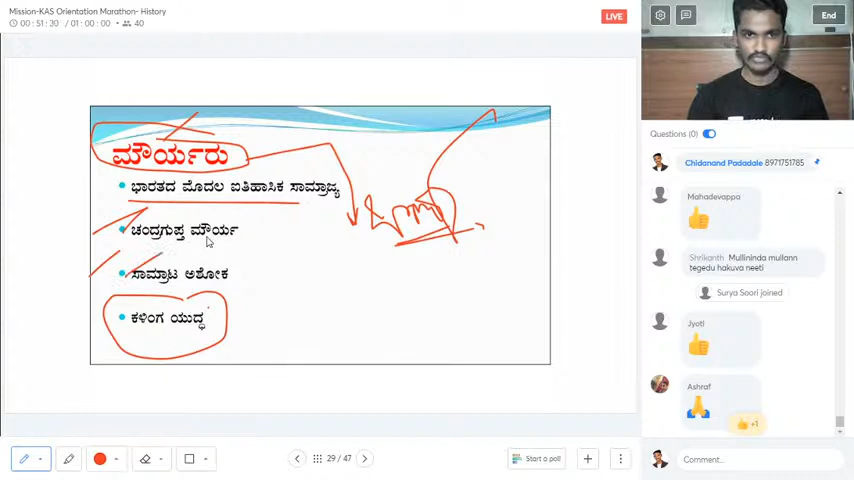 Mission-KAS Orientation Marathon- History
00:51:30 / 01:00:00 • 40
LIVE
End
ಮೌರ್ಯರು
ಭಾರತದ ಮೊದಲ ಐತಿಹಾಸಿಕ ಸಾಮ್ರಾಜ್ಯ
ಚಂದ್ರಗುಪ್ತ ಮೌರ್ಯ
ಸಾಮ್ರಾಟ ಅಶೋಕ
ಕಳಿಂಗ ಯುದ್ಧ
Questions (0)
Chidanand Padadale 8971751785
Mahadevappa
Shrikanth Mullininda mullann
tegedu hakuva neeti
Surya Soori joined
Jyoti
Ashraf
+1
29 / 47
Start a poll
Comment...